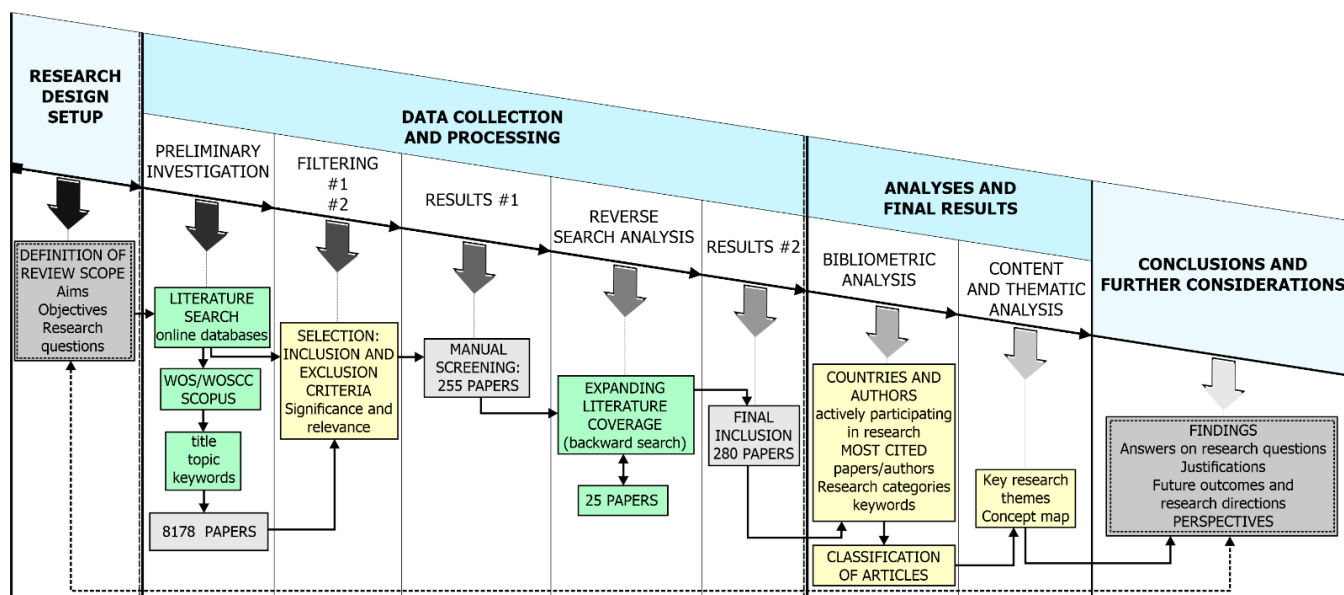 RESEARCH
DESIGN
SETUP
DEFINITION OF
REVIEW SCOPE
Aims
Objectives
Research
questions
DATA COLLECTION
AND PROCESSING
PRELIMINARY
INVESTIGATION
LITERATURE
SEARCH
online databases
WOS/WOSCC
SCOPUS
title
topic
keywords
8178 PAPERS
FILTERING
#1
#2
SELECTION:
INCLUSION AND
EXCLUSION
CRITERIA
Significance and
relevance
RESULTS #1
MANUAL
SCREENING:
255 PAPERS
REVERSE
SEARCH ANALYSIS
EXPANDING
LITERATURE
COVERAGE
(backward search)
25 PAPERS
RESULTS #2
FINAL
INCLUSION
280 PAPERS
ANALYSES AND
FINAL RESULTS
BIBLIOMETRIC
ANALYSIS
COUNTRIES AND
AUTHORS
actively participating
in research
MOST CITED
papers/authors
Research categories
keywords
CLASSIFICATION
OF ARTICLES
CONTENT
AND THEMATIC
ANALYSIS
Key research
themes
Concept map
CONCLUSIONS AND
FURTHER CONSIDERATIONS
FINDINGS
Answers on research questions
Justifications
Future outcomes and
research directions
PERSPECTIVES